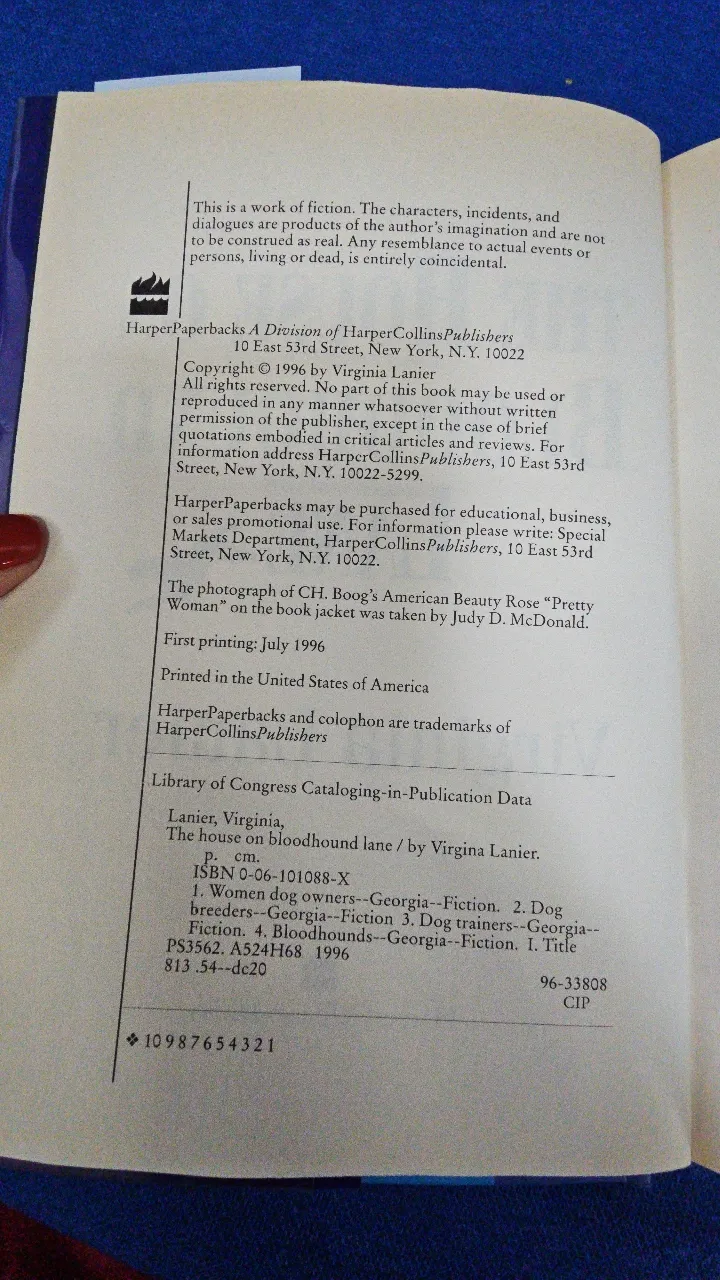 This is a work of fiction. The characters, incidents, and
dialogues are products of the author's imagination and are not
to be construed as real. Any resemblance to actual events or
persons, living or dead, is entirely coincidental.
HarperPaperbacks A Division of HarperCollinsPublishers
10 East 53rd Street, New York, N.Y. 10022
Copyright © 1996 by Virginia Lanier
All rights reserved. No part of this book may be used or
reproduced in any manner whatsoever without written
permission of the publisher, except in the case of brief
quotations embodied in critical articles and reviews. For
information address HarperCollinsPublishers, 10 East 53rd
Street, New York, N.Y. 10022-5299.
HarperPaperbacks may be purchased for educational, business,
or sales promotional use. For information please write: Special
Markets Department, HarperCollinsPublishers, 10 East 53rd
Street, New York, N.Y. 10022.
The photograph of CH. Boog's American Beauty Rose "Pretty
Woman" on the book jacket was taken by Judy D. McDonald.
First printing: July 1996
Printed in the United States of America
HarperPaperbacks and colophon are trademarks of
HarperCollinsPublishers
Library of Congress Cataloging-in-Publication Data
Lanier, Virginia,
The house on bloodhound lane / by Virgina Lanier.
p. cm.
ISBN 0-06-101088-X
1. Women dog owners--Georgia--Fiction. 2. Dog
breeders--Georgia--Fiction 3. Dog trainers--Georgia--
Fiction. 4. Bloodhounds--Georgia--Fiction. I. Title
PS3562. A524H68 1996
813 .54--dc20
96-33808
CIP
❖ 10 9 8 7 6 5 4 3 2 1